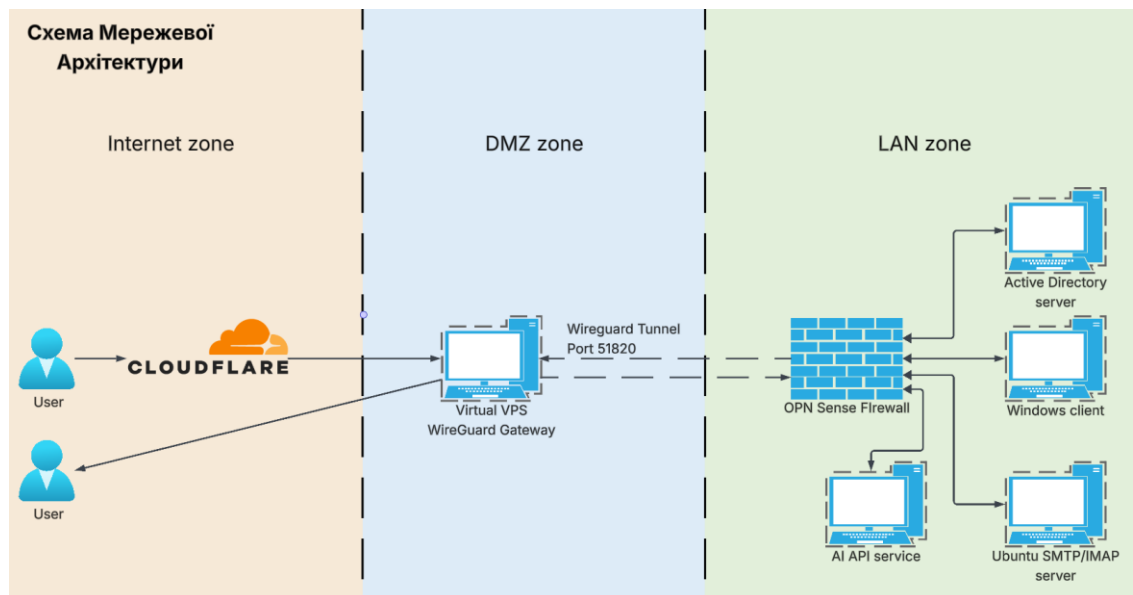 Схема Мережевої
Архітектури
Internet zone
DMZ zone
LAN zone
Active Directory
server
Wireguard Tunnel
Port 51820
CLOUDFLARE
User
Virtual VPS
WireGuard Gateway
OPN Sense FIrewall
Windows client
User
AI API service
Ubuntu SMTP/IMAP
server